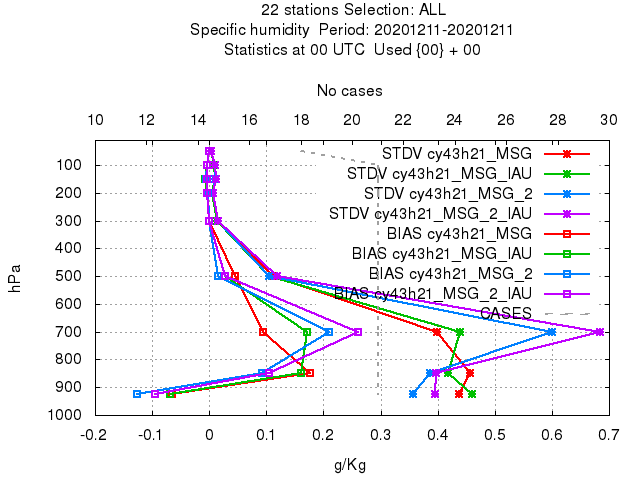 22 stations Selection: ALL
Specific humidity  Period: 20201211-20201211
Statistics at 00 UTC  Used {00} + 00
No cases
10 12 14 16 18 20 22 24 26 28 30
hPa
100
200
300
400
500
600
700
800
900
1000
STDV cy43h21_MSG
STDV cy43h21_MSG_IAU
STDV cy43h21_MSG_2
STDV cy43h21_MSG_2_IAU
BIAS cy43h21_MSG
BIAS cy43h21_MSG_IAU
BIAS cy43h21_MSG_2
BIAS cy43h21_MSG_2_IAU
CASES
-0.2 -0.1 0 0.1 0.2 0.3 0.4 0.5 0.6 0.7
g/Kg